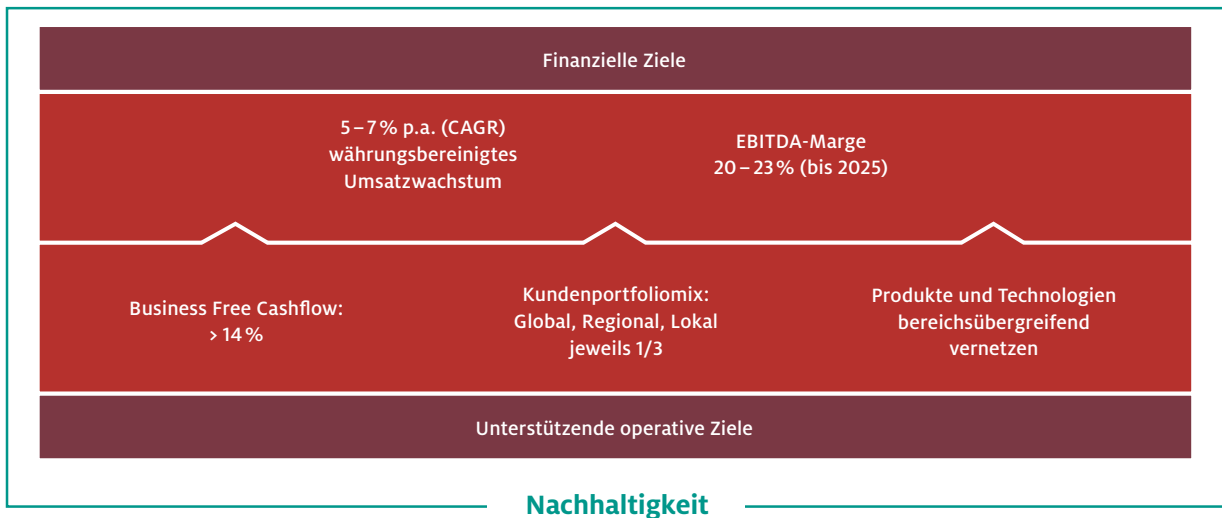 Finanzielle Ziele
5 – 7 % p.a. (CAGR)
währungsbereinigtes
Umsatzwachstum
EBITDA-Marge
20 – 23 % (bis 2025)
Business Free Cashflow:
> 14 %
Kundenportfoliomix:
Global, Regional, Lokal
jeweils 1/3
Produkte und Technologien
bereichsübergreifend
vernetzen
Unterstützende operative Ziele
Nachhaltigkeit